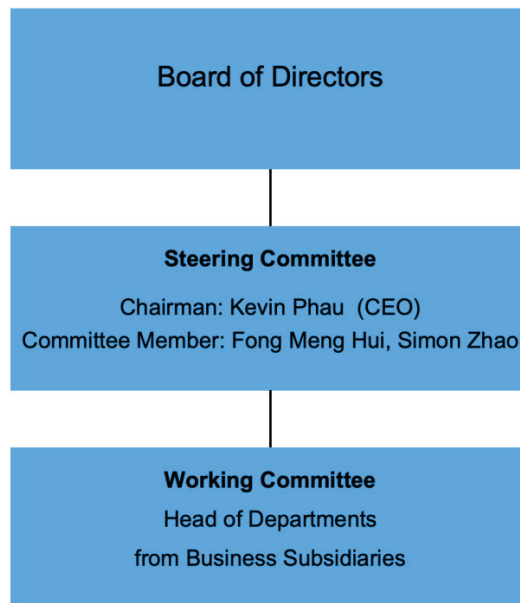 Board of Directors
Steering Committee
Chairman: Kevin Phau (CEO)
Committee Member: Fong Meng Hui, Simon Zhao
Working Committee
Head of Departments
from Business Subsidiaries